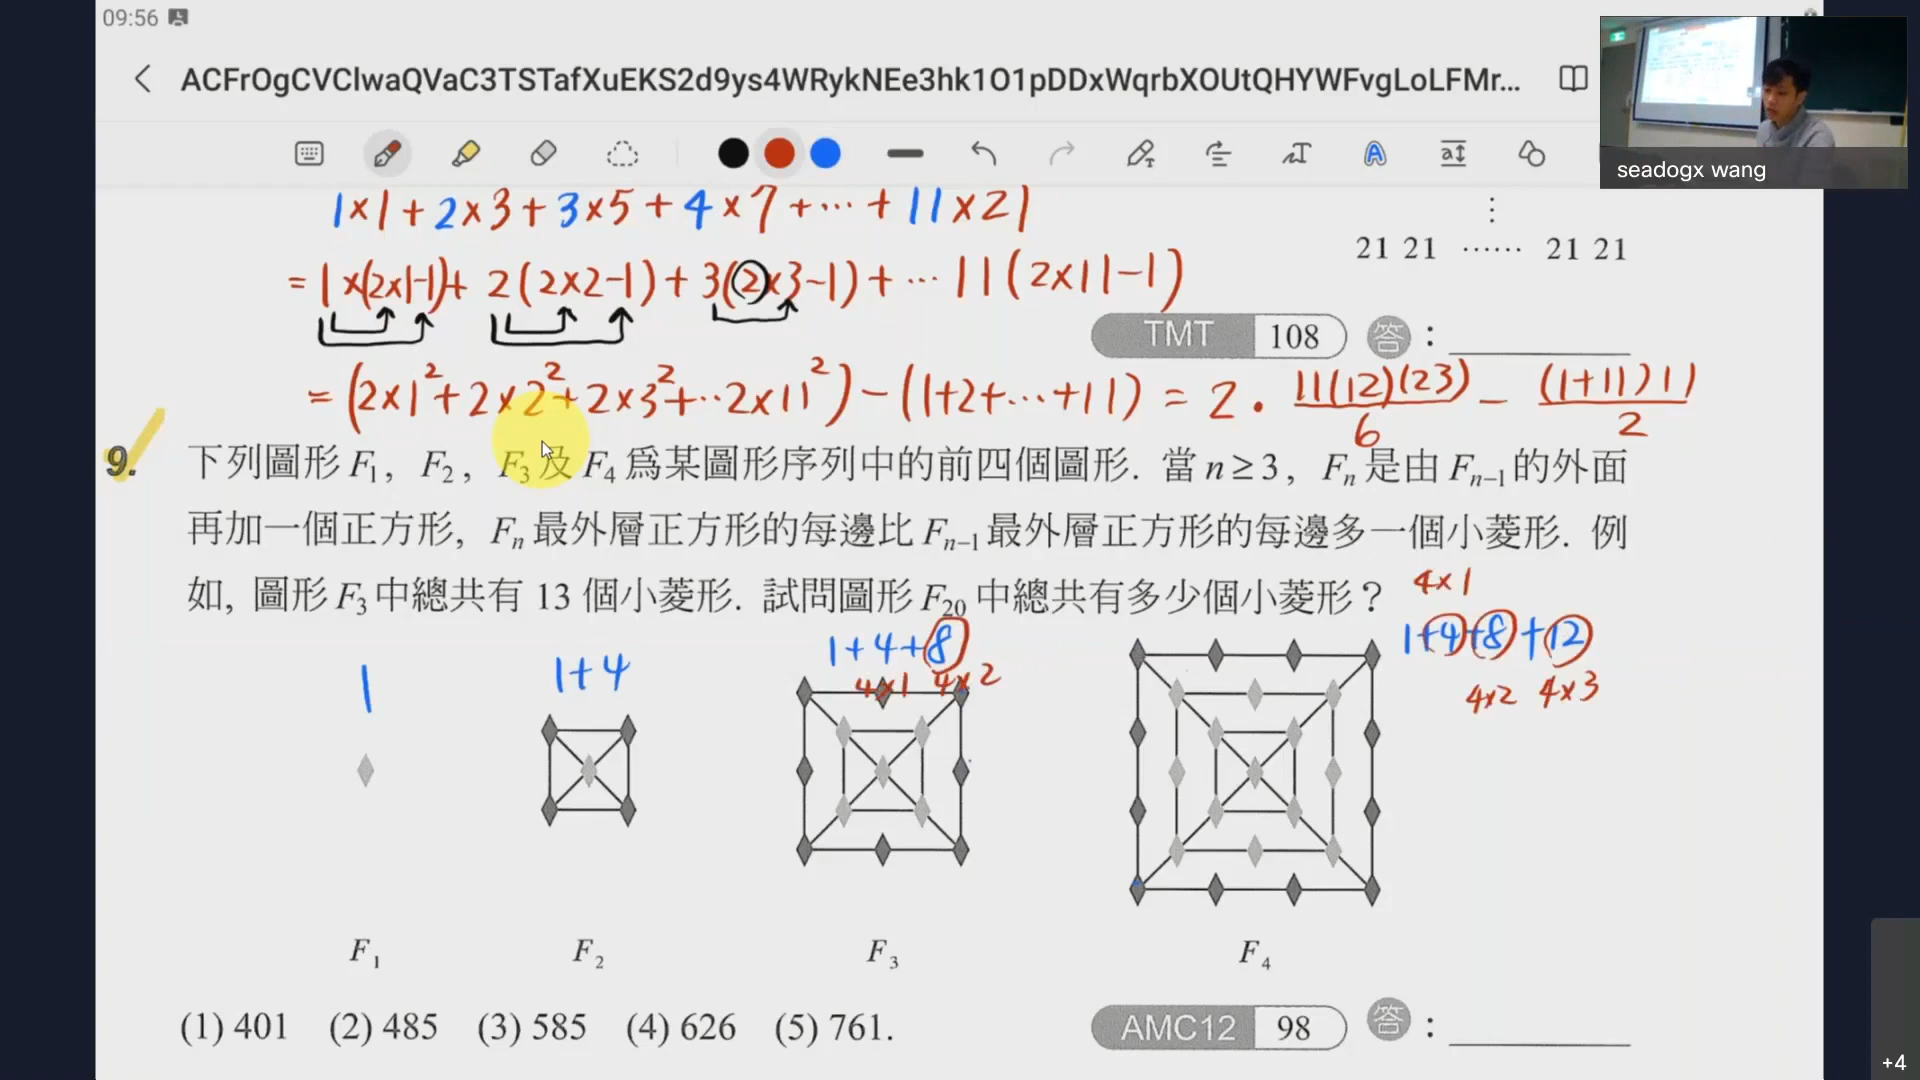 09:56
ACFrOgCVClwaQVaC3TSTafXuEKS2d9ys4WRykNEe3hk1O1pDDxWqrbXOUtQHYWFvgLoLFMr...
seadogx wang
1×1+2×3+3×5+4×7+⋯+11×21
⋮
21 21 ⋯⋯ 21 21
=1×(2×1-1)+2(2×2-1)+3(2×3-1)+⋯11(2×11-1)
TMT 108 答：
=(2×1²+2×2²+2×3²+⋯2×11²)-(1+2+⋯+11)=2·11(12)(23)/6-(1+11)11/2
9. 下列圖形 F₁，F₂，F₃及 F₄ 爲某圖形序列中的前四個圖形. 當 n≥3，Fₙ 是由 Fₙ₋₁ 的外面
再加一個正方形，Fₙ 最外層正方形的每邊比 Fₙ₋₁ 最外層正方形的每邊多一個小菱形. 例
如, 圖形 F₃ 中總共有 13 個小菱形. 試問圖形 F₂₀ 中總共有多少個小菱形？
4×1
1
1+4
1+4+8
4×1 4×2
1+4+8+12
4×2 4×3
F₁ F₂ F₃ F₄
(1) 401 (2) 485 (3) 585 (4) 626 (5) 761.
AMC12 98 答：
+4